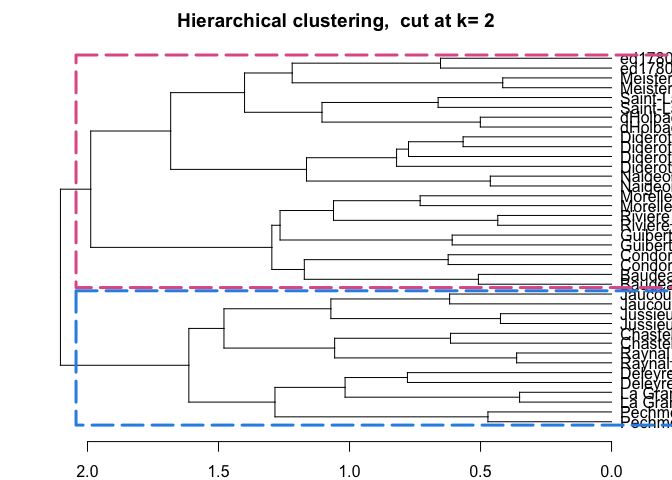 Hierarchical clustering,  cut at k= 2
ed1780
ed1780
Meister
Meister
Saint-L
Saint-L
dHolba
dHolba
Diderot
Diderot
Diderot
Diderot
Naigeo
Naigeo
Morelle
Morelle
Riviere
Riviere
Guibert
Guibert
Condor
Condor
Baudea
Baudea
Jaucou
Jaucou
Jussieu
Jussieu
Chaste
Chaste
Raynal
Raynal
Deleyre
Deleyre
La Gra
La Gra
Pechme
Pechme
2.0 1.5 1.0 0.5 0.0